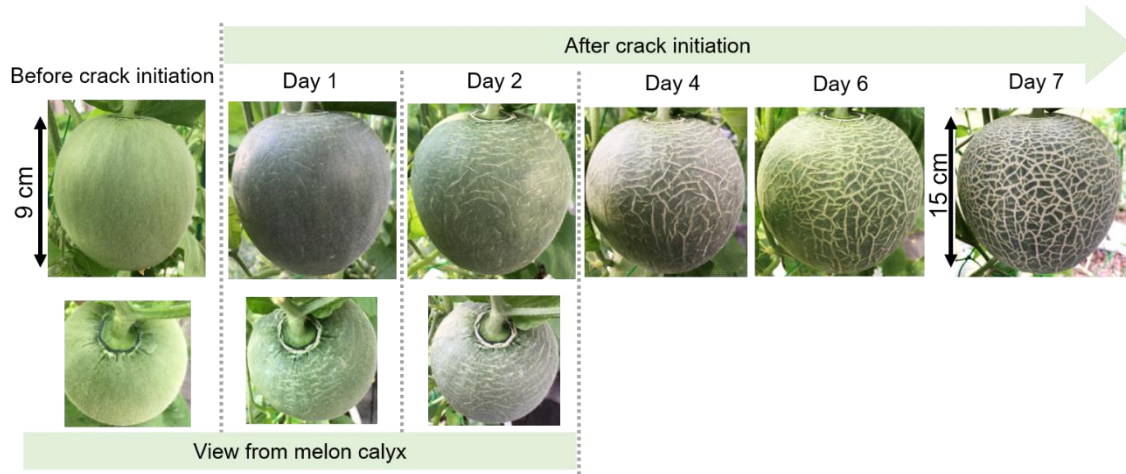 After crack initiation
Before crack initiation
Day 1
Day 2
Day 4
Day 6
Day 7
9 cm
15 cm
View from melon calyx